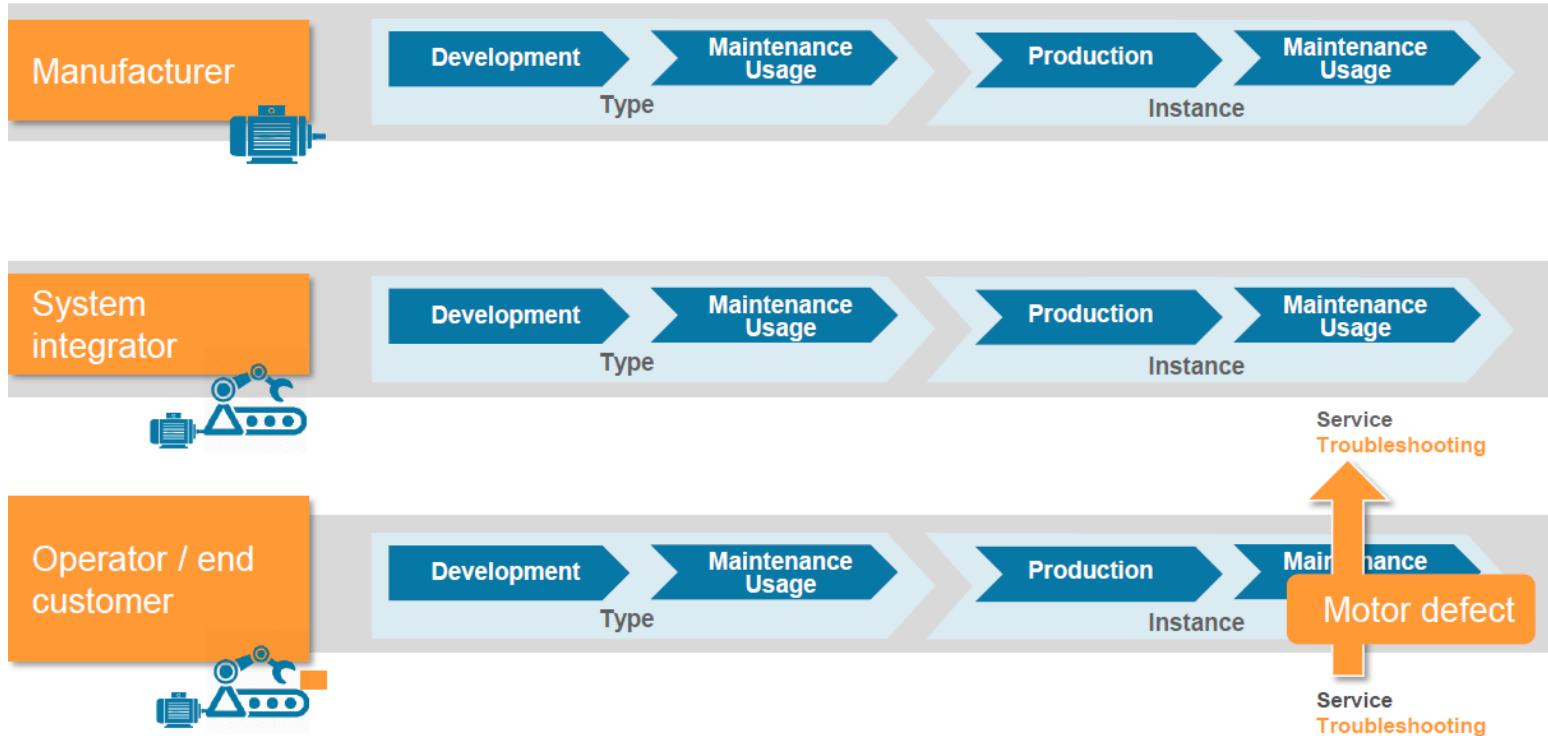 Manufacturer
Development
Maintenance
Usage
Type
Production
Maintenance
Usage
Instance
System
integrator
Development
Maintenance
Usage
Type
Production
Maintenance
Usage
Instance
Service
Troubleshooting
Operator / end
customer
Development
Maintenance
Usage
Type
Production
Instance
Motor defect
Service
Troubleshooting